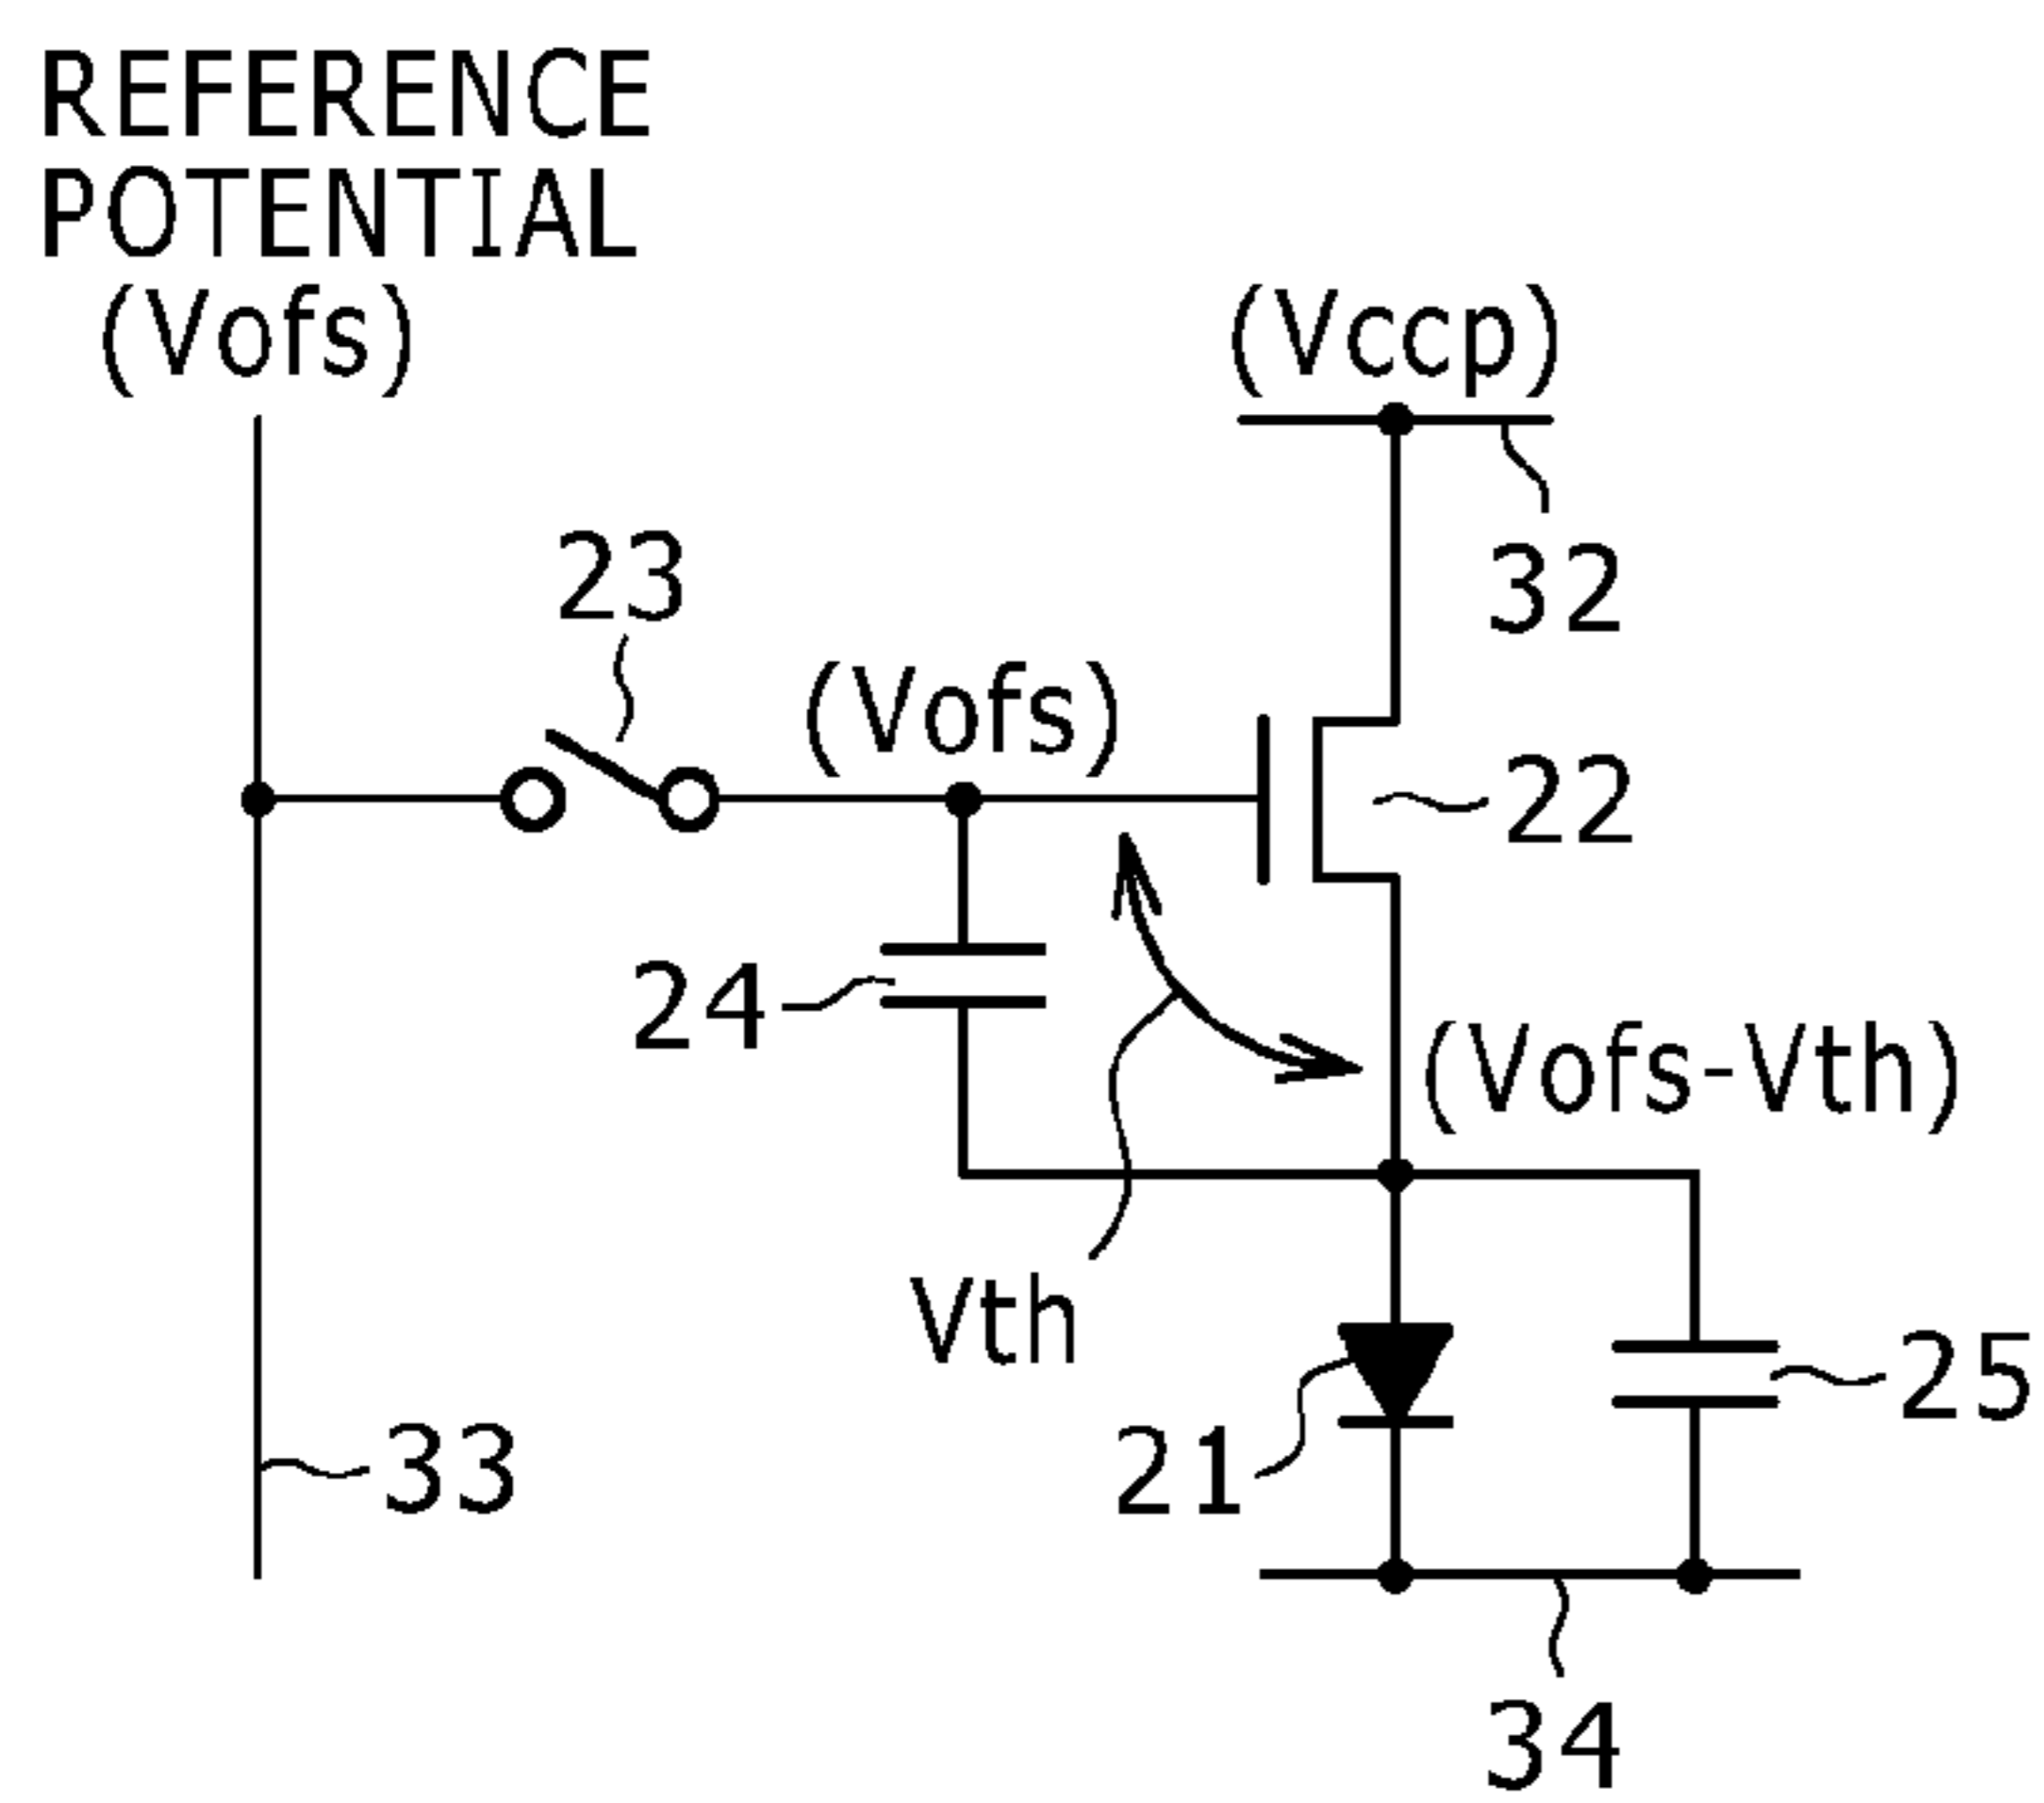 REFERENCE
POTENTIAL
(Vofs)
(Vccp)
32
23
(Vofs)
22
24
(Vofs-Vth)
Vth
25
21
33
34